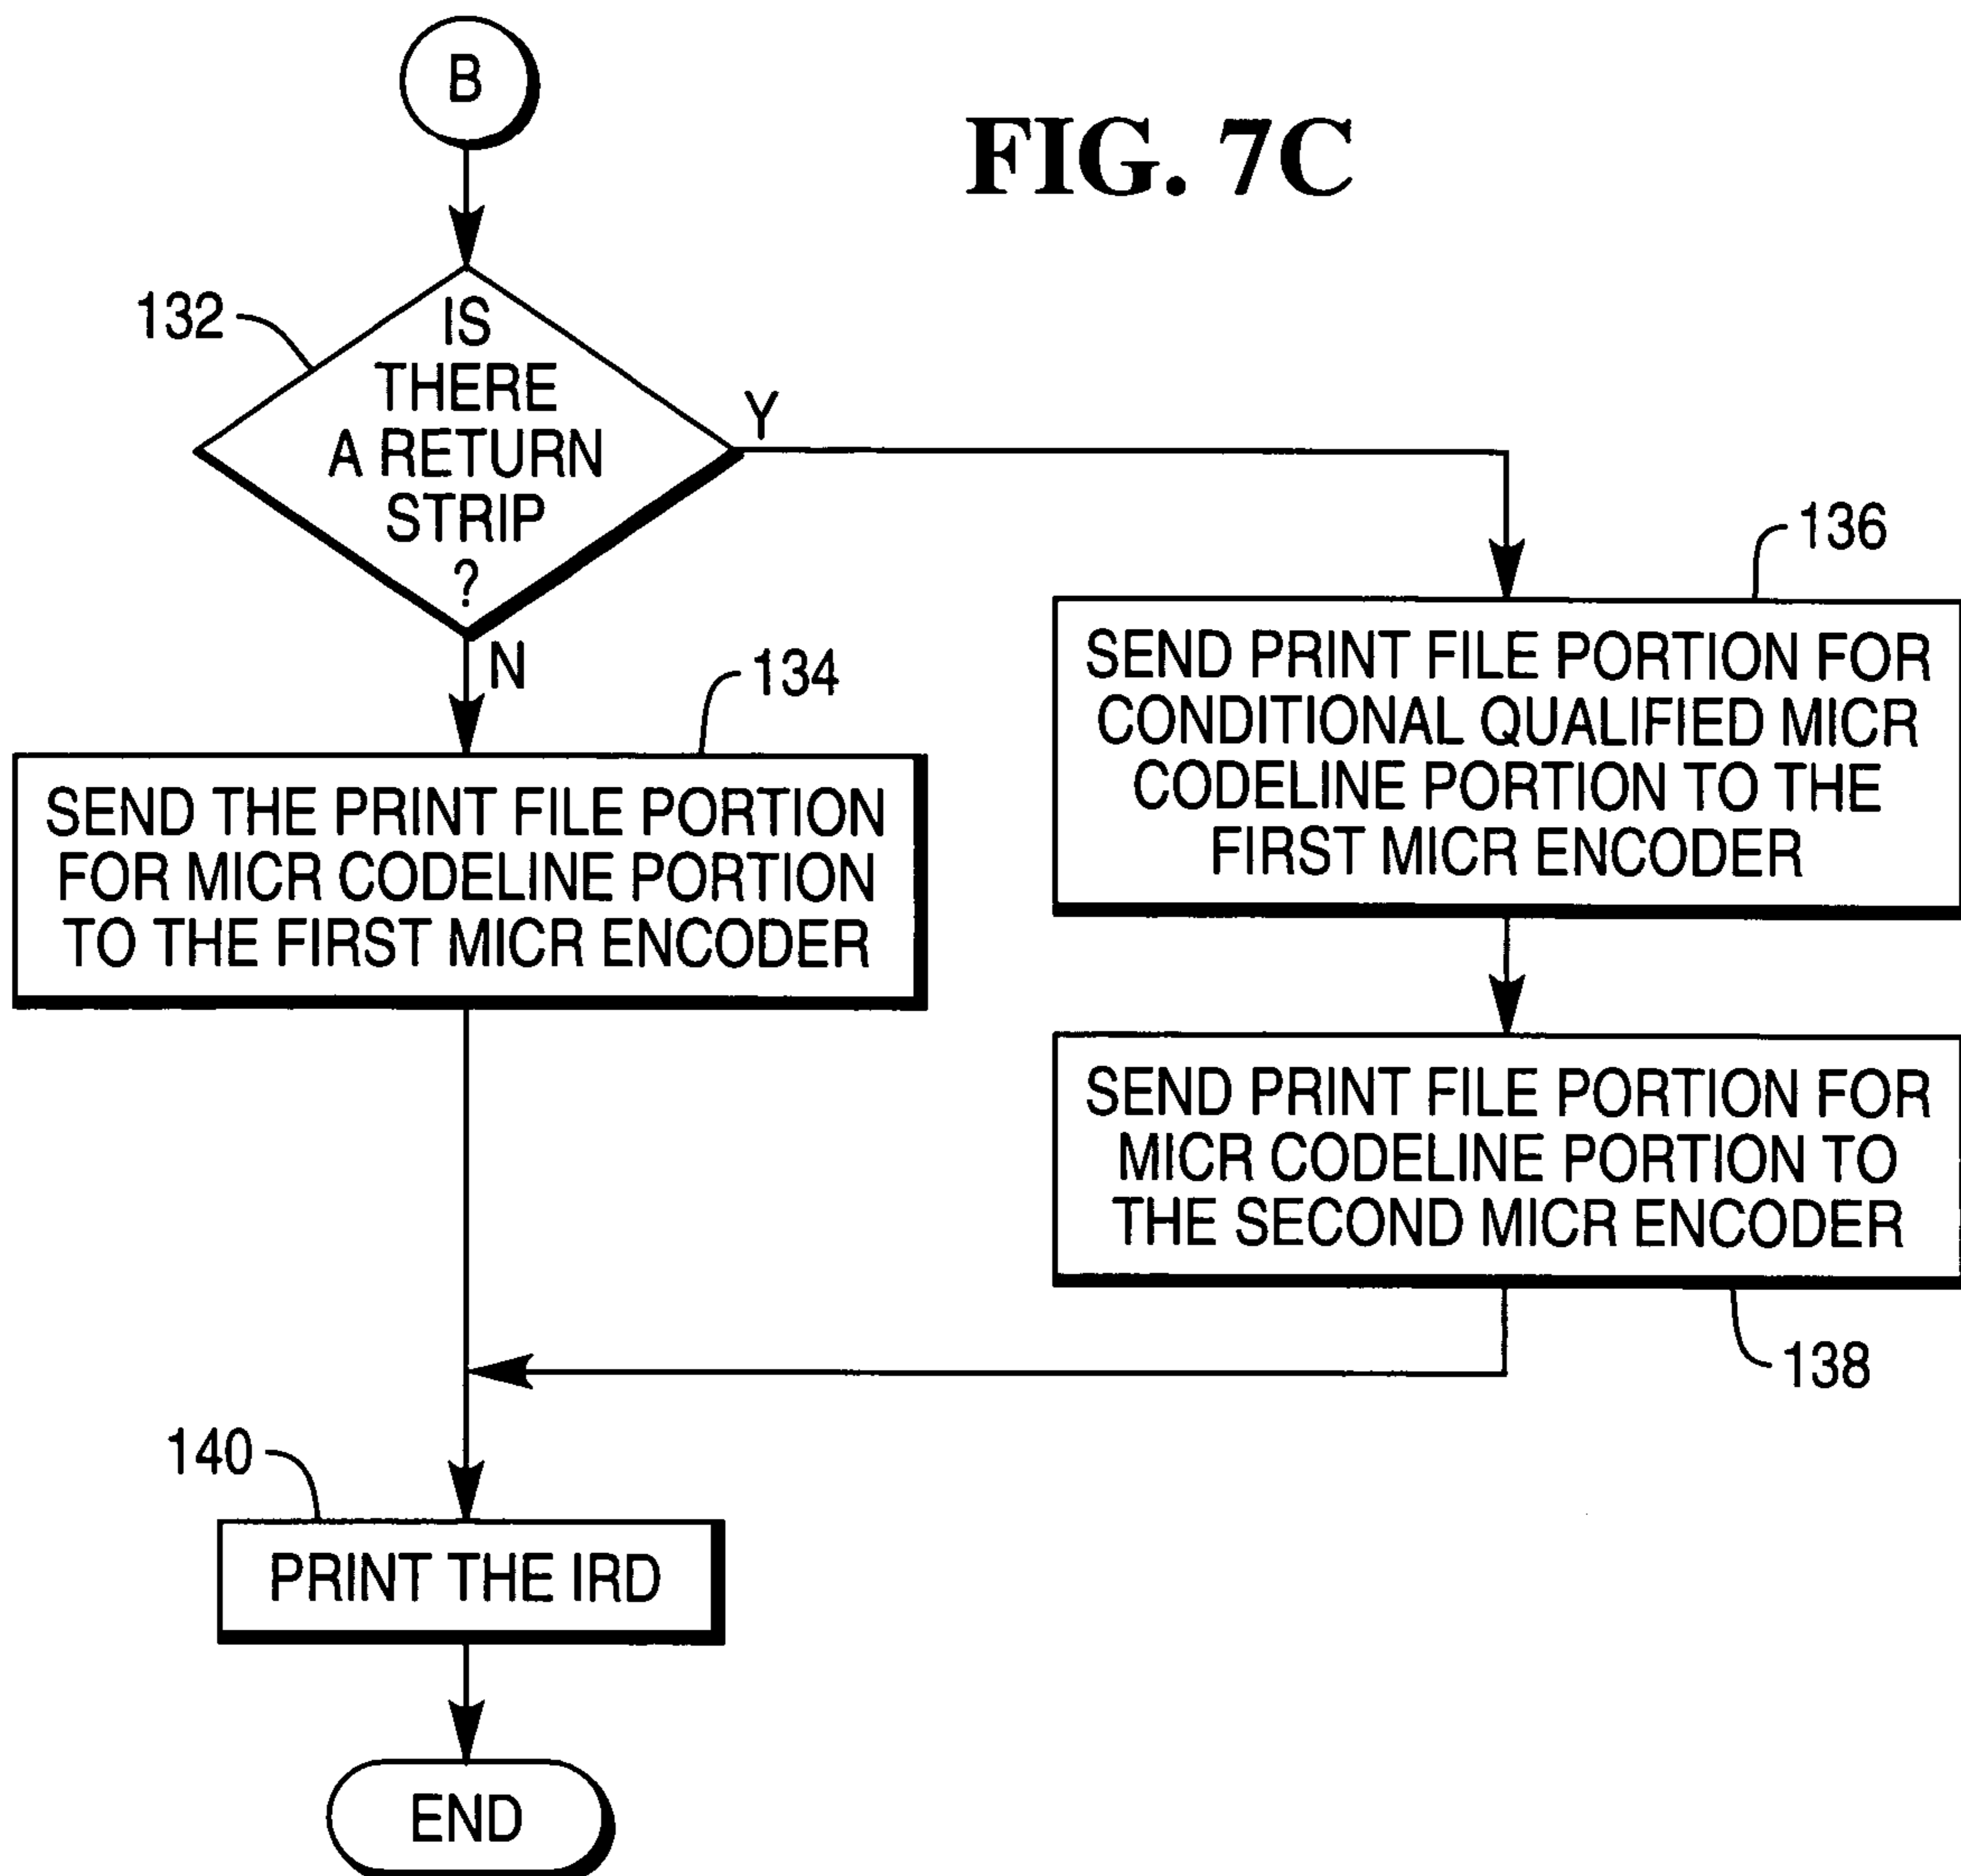 B
FIG. 7C
132
IS
THERE
A RETURN
STRIP
?
Y
N
136
SEND PRINT FILE PORTION FOR
CONDITIONAL QUALIFIED MICR
CODELINE PORTION TO THE
FIRST MICR ENCODER
134
SEND THE PRINT FILE PORTION
FOR MICR CODELINE PORTION
TO THE FIRST MICR ENCODER
SEND PRINT FILE PORTION FOR
MICR CODELINE PORTION TO
THE SECOND MICR ENCODER
138
140
PRINT THE IRD
END